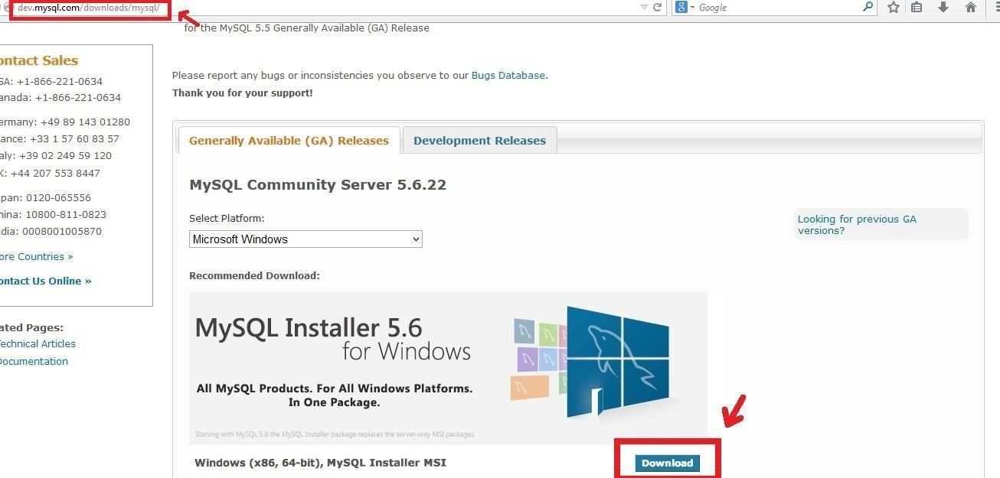 dev.mysql.com/downloads/mysql/
Google
for the MySQL 5.5 Generally Available (GA) Release
ontact Sales
SA: +1-866-221-0634
anada: +1-866-221-0634
ermany: +49 89 143 01280
ance: +33 1 57 60 83 57
aly: +39 02 249 59 120
K: +44 207 553 8447
pan: 0120-065556
hina: 10800-811-0823
dia: 0008001005870
ore Countries »
ontact Us Online »
ated Pages:
echnical Articles
Documentation
Please report any bugs or inconsistencies you observe to our Bugs Database.
Thank you for your support!
Generally Available (GA) Releases
Development Releases
MySQL Community Server 5.6.22
Select Platform:
Microsoft Windows
Looking for previous GA
versions?
Recommended Download:
MySQL Installer 5.6
for Windows
All MySQL Products. For All Windows Platforms.
In One Package.
Starting with MySQL 5.6 the MySQL Installer package replaces the server-only MSI packages.
Windows (x86, 64-bit), MySQL Installer MSI
Download